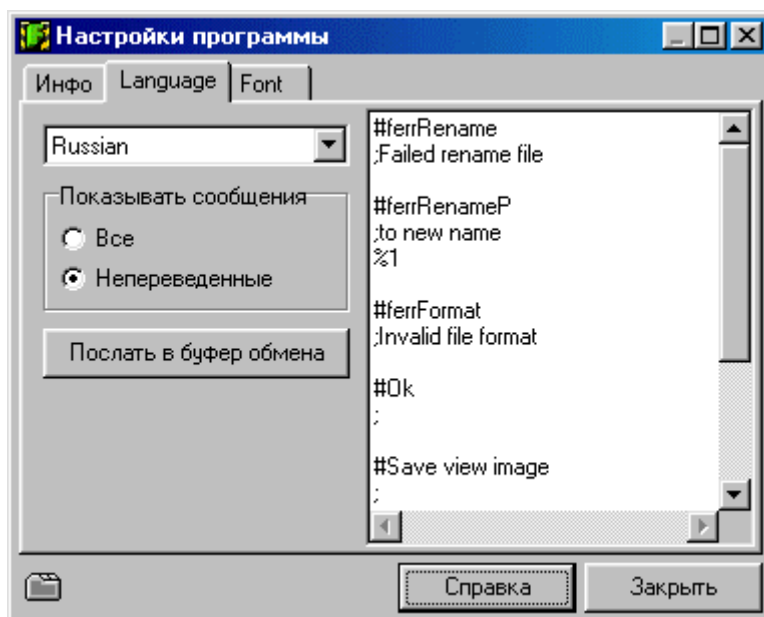 Настройки программы
Инфо
Language
Font
Russian
Показывать сообщения
Все
Непереведенные
Послать в буфер обмена
#ferrRename
;Failed rename file
#ferrRenameP
;to new name
%1
#ferrFormat
;Invalid file format
#Ok
;
#Save view image
;
Справка
Закрыть